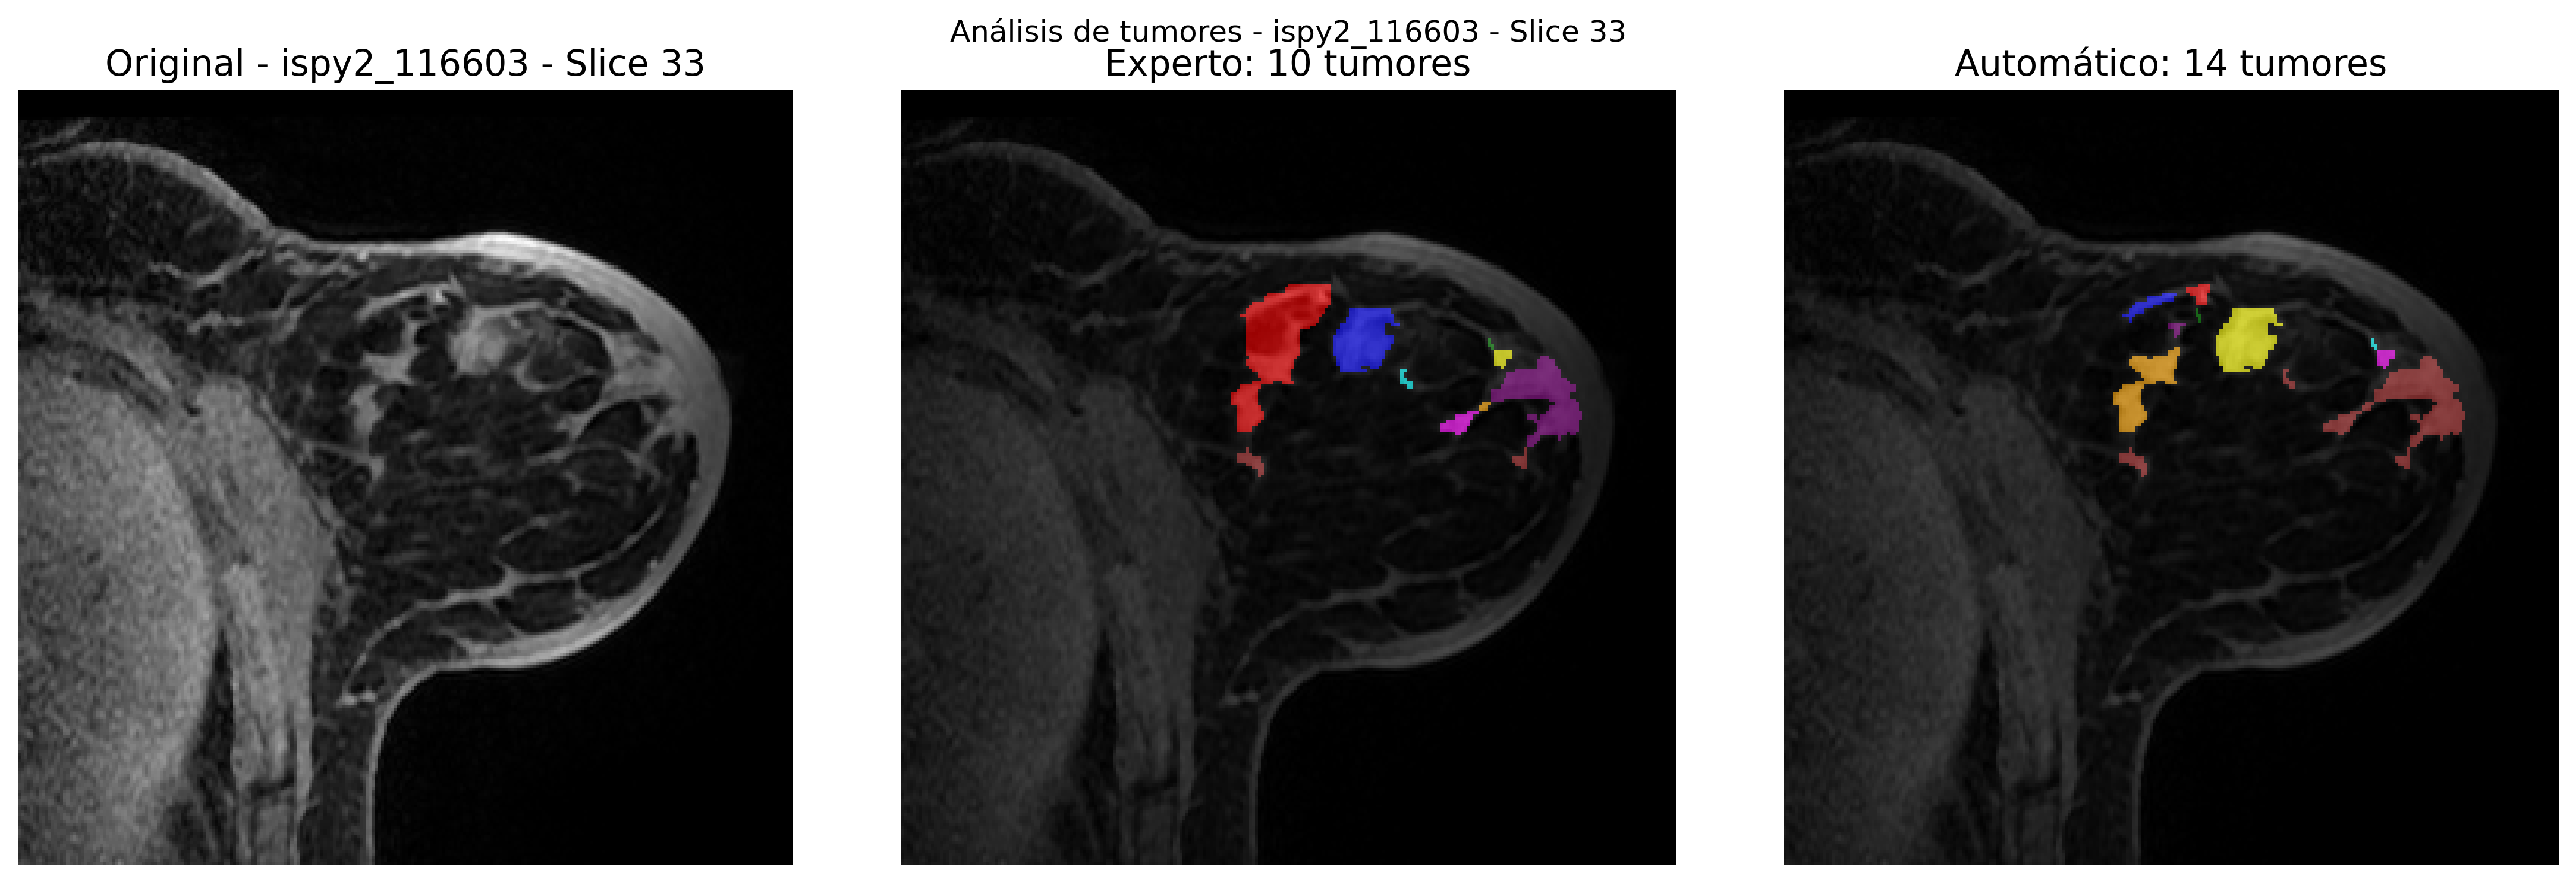 Análisis de tumores - ispy2_116603 - Slice 33
Original - ispy2_116603 - Slice 33
Experto: 10 tumores
Automático: 14 tumores